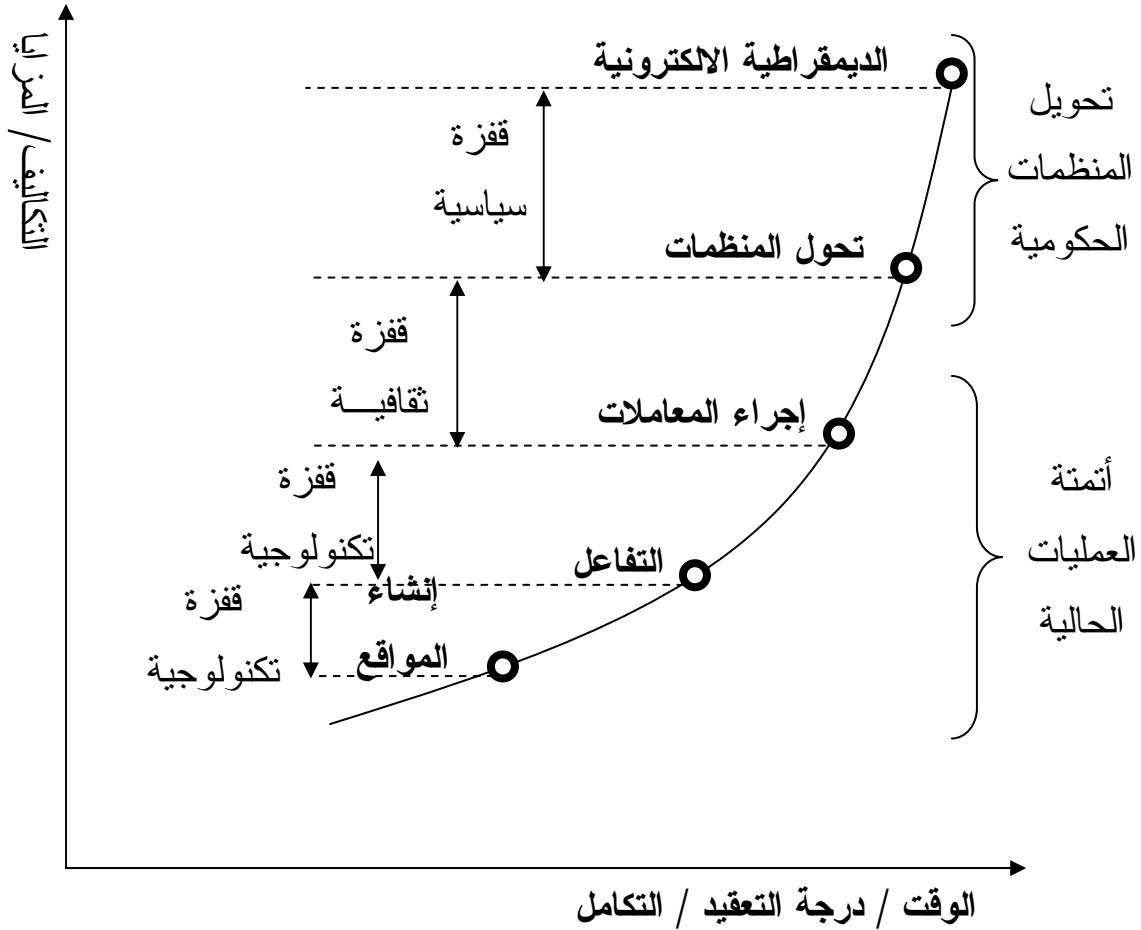 المزايا /التكاليف
الديمقراطية الالكترونية
تحويل
المنظمات
الحكومية
قفزة
سياسية
تحول المنظمات
قفزة
ثقافيـــة
إجراء المعاملات
أتمتة
العمليات
الحالية
قفزة
تكنولوجية
التفاعل
قفزة
تكنولوجية
إنشاء
المواقع
الوقت / درجة التعقيد / التكامل